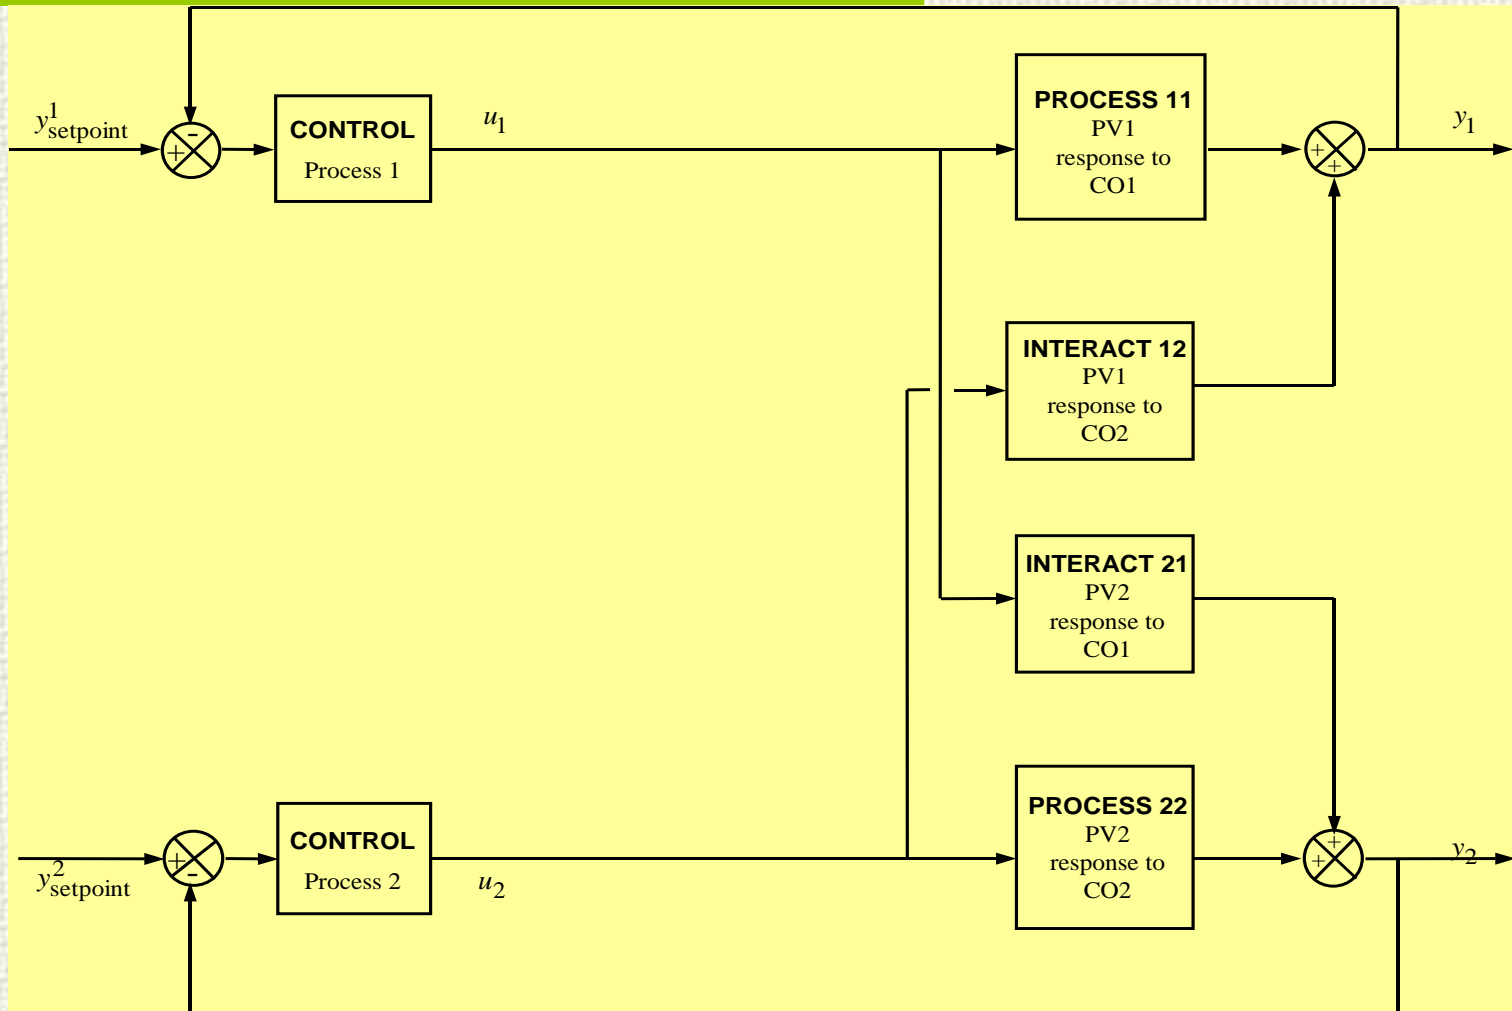 y¹setpoint
-
+
CONTROL
Process 1
u₁
PROCESS 11
PV1
response to
CO1
+
+
y₁
INTERACT 12
PV1
response to
CO2
INTERACT 21
PV2
response to
CO1
y²setpoint
+
-
CONTROL
Process 2
u₂
PROCESS 22
PV2
response to
CO2
+
+
y₂